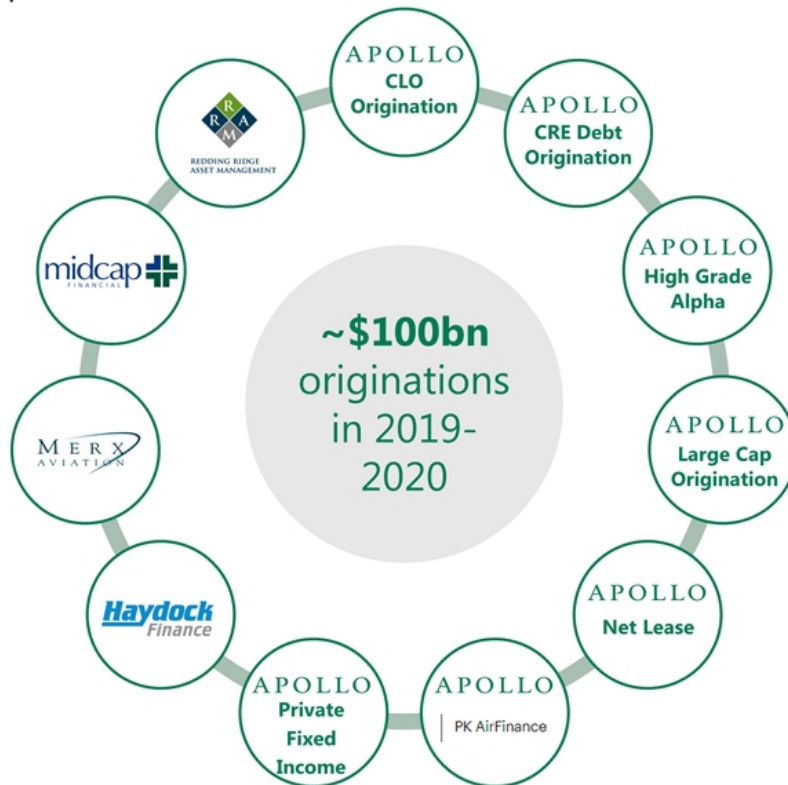 APOLLO
CLO
Origination
APOLLO
CRE Debt
Origination
APOLLO
High Grade
Alpha
APOLLO
Large Cap
Origination
APOLLO
Net Lease
APOLLO
PK AirFinance
APOLLO
Private
Fixed
Income
Haydock
Finance
MERX
AVIATION
midcap
FINANCIAL
R
R A
M
REDDING RIDGE
ASSET MANAGEMENT
~$100bn
originations
in 2019-
2020